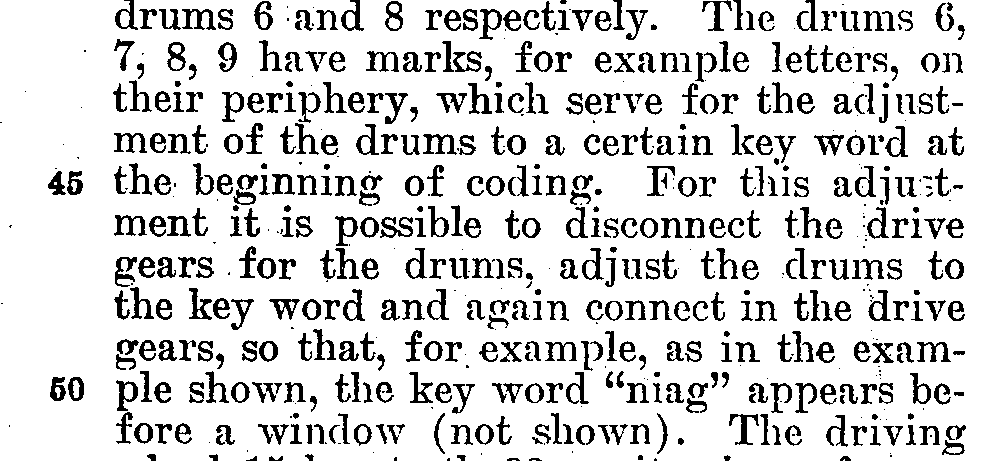 drums 6 and 8 respectively. The drums 6,
7, 8, 9 have marks, for example letters, on
their periphery, which serve for the adjust-
ment of the drums to a certain key word at
45 the beginning of coding. For this adjust-
ment it is possible to disconnect the drive
gears for the drums, adjust the drums to
the key word and again connect in the drive
gears, so that, for example, as in the exam-
50 ple shown, the key word “niag” appears be-
fore a window (not shown). The driving